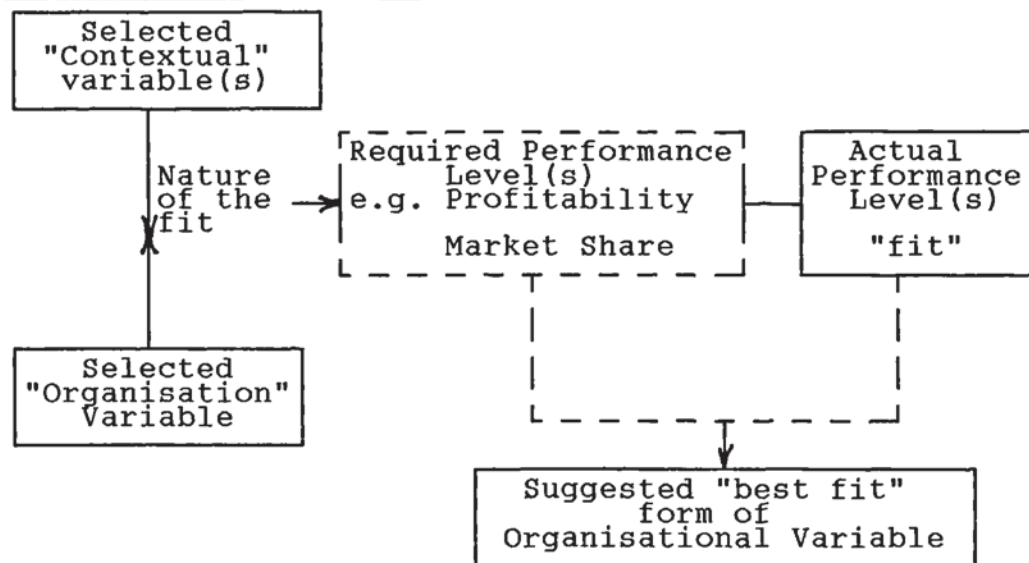 Selected
"Contextual"
variable(s)
Nature
of the
fit
Required Performance
Level(s)
e.g. Profitability
Market Share
Actual
Performance
Level(s)
"fit"
Selected
"Organisation"
Variable
Suggested "best fit"
form of
Organisational Variable